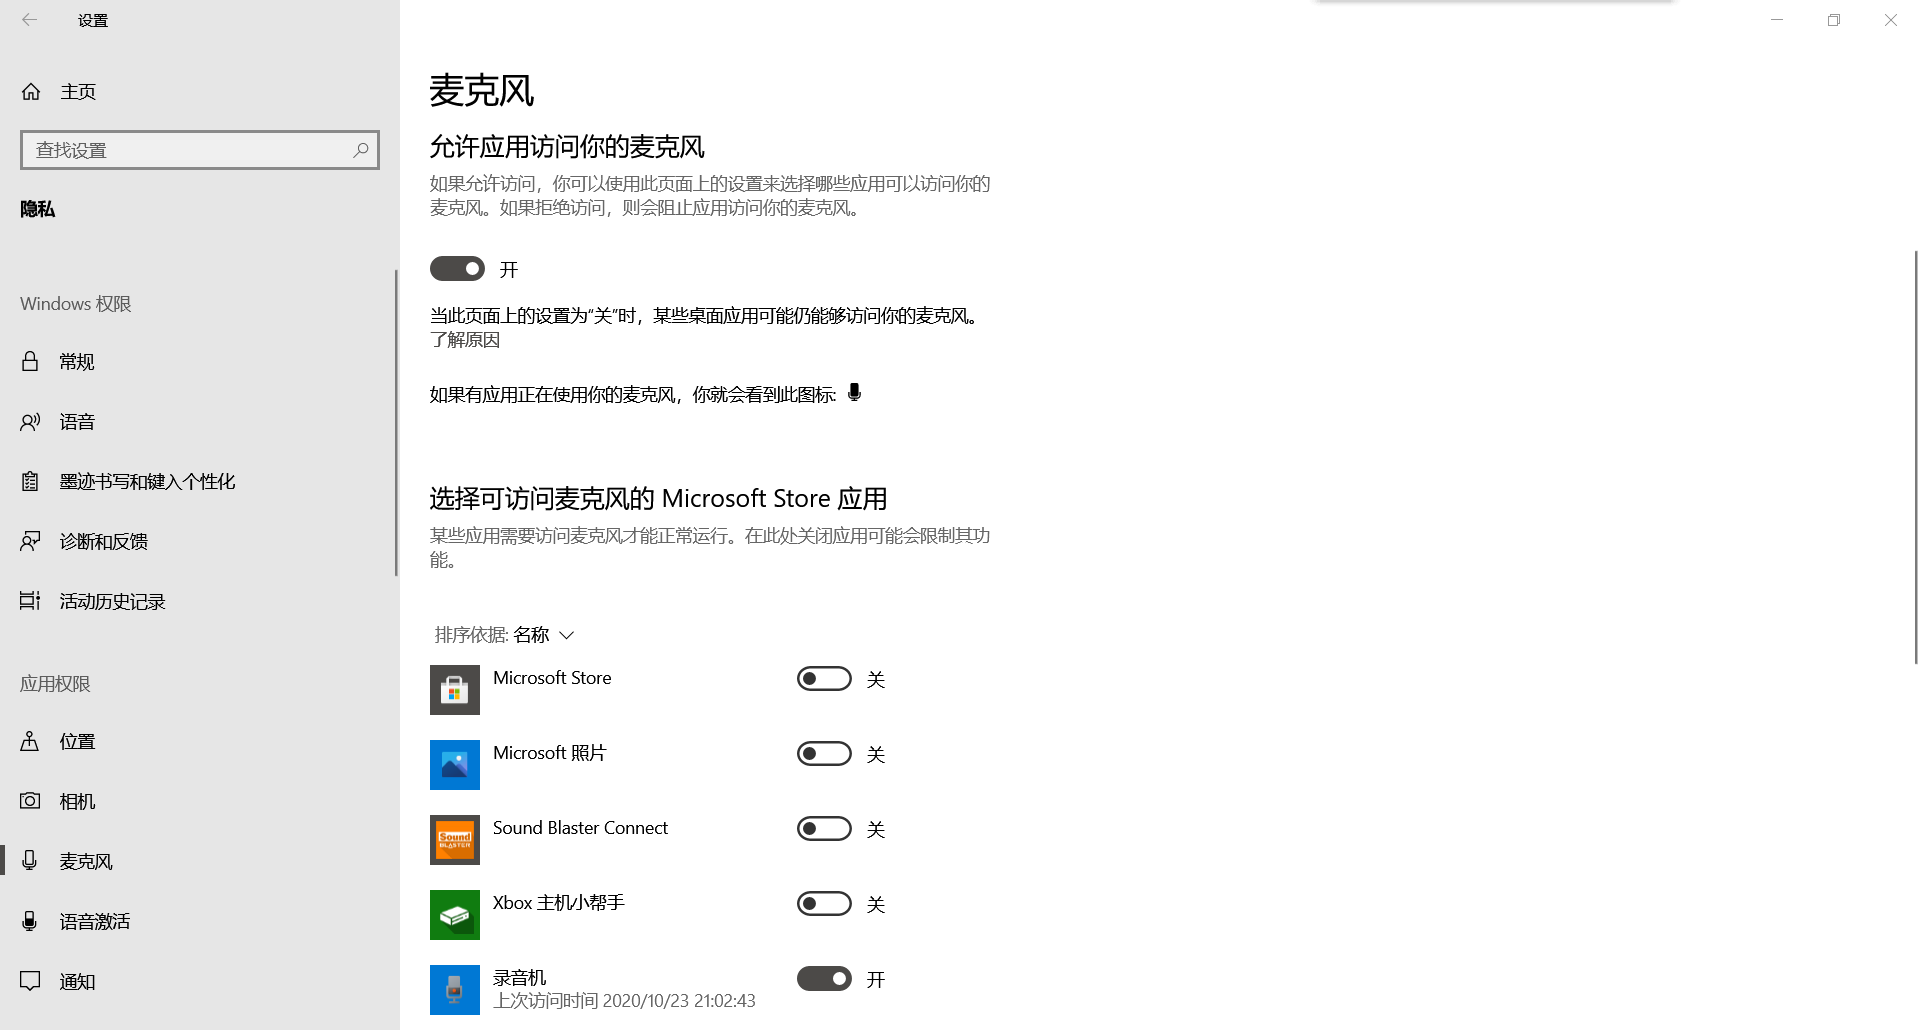 设置
主页
查找设置
隐私
Windows 权限
常规
语音
墨迹书写和键入个性化
诊断和反馈
活动历史记录
应用权限
位置
相机
麦克风
语音激活
通知
麦克风
允许应用访问你的麦克风
如果允许访问，你可以使用此页面上的设置来选择哪些应用可以访问你的
麦克风。如果拒绝访问，则会阻止应用访问你的麦克风。
开
当此页面上的设置为“关”时，某些桌面应用可能仍能够访问你的麦克风。
了解原因
如果有应用正在使用你的麦克风，你就会看到此图标:
选择可访问麦克风的 Microsoft Store 应用
某些应用需要访问麦克风才能正常运行。在此处关闭应用可能会限制其功
能。
排序依据: 名称
Microsoft Store 关
Microsoft 照片 关
Sound BLASTER
Sound Blaster Connect 关
Xbox 主机小帮手 关
录音机 开
上次访问时间 2020/10/23 21:02:43